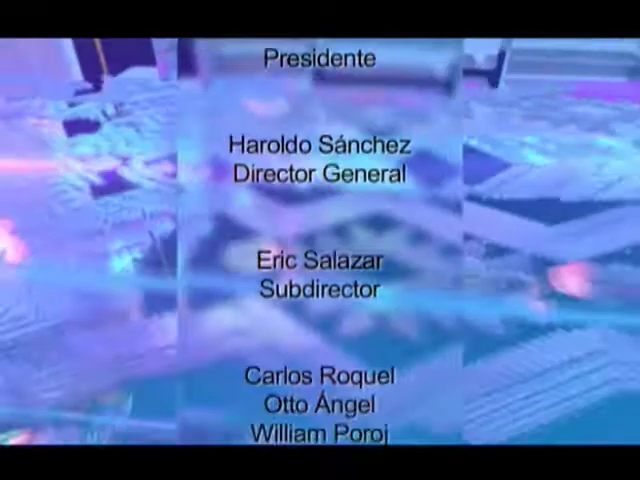 Presidente
Haroldo Sánchez
Director General
Eric Salazar
Subdirector
Carlos Roquel
Otto Ángel
William Poroj